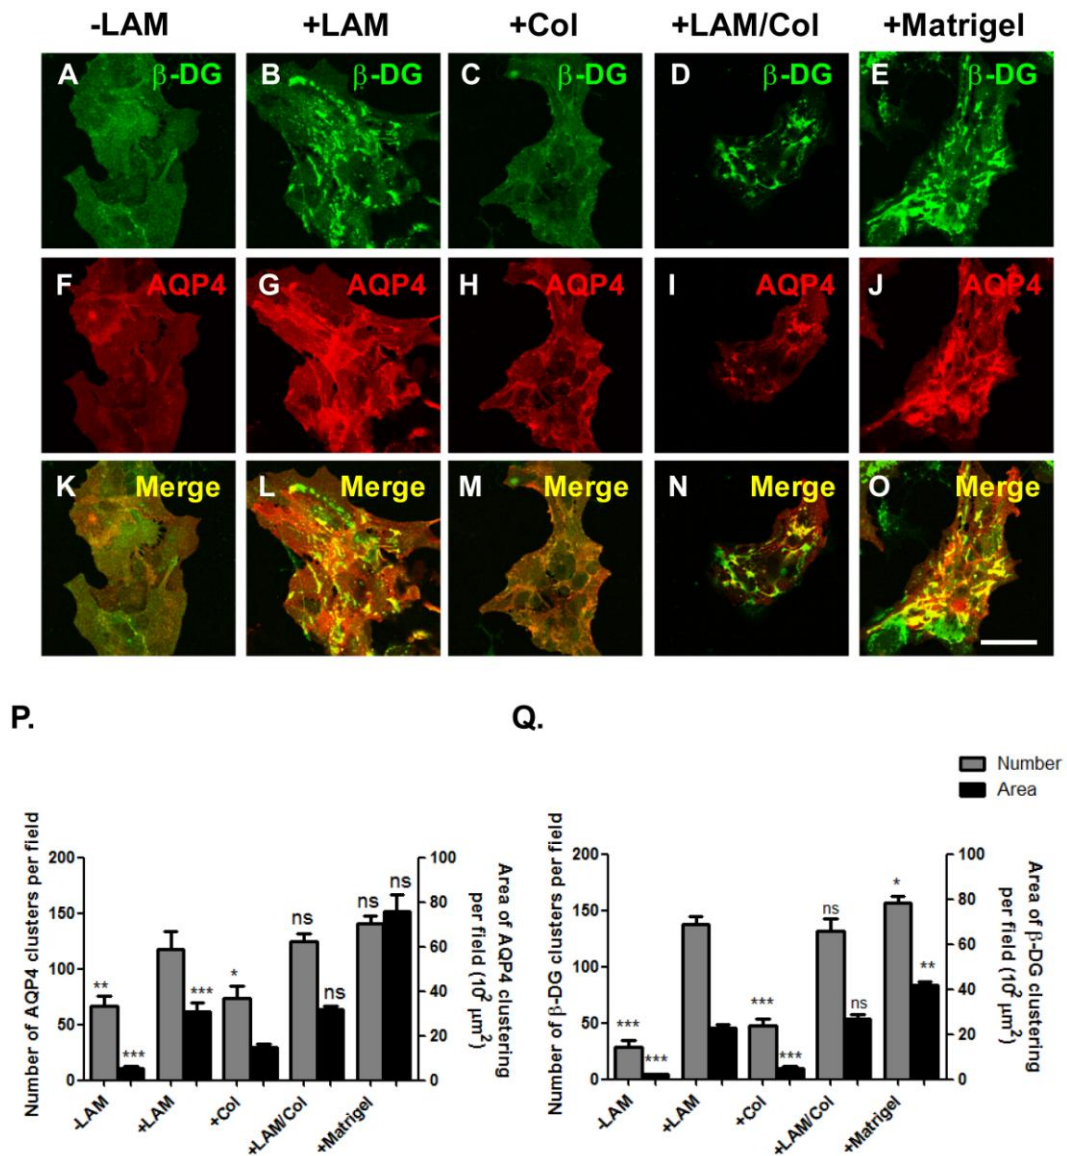 -LAM +LAM +Col +LAM/Col +Matrigel
A β-DG B β-DG C β-DG D β-DG E β-DG
F AQP4 G AQP4 H AQP4 I AQP4 J AQP4
K Merge L Merge M Merge N Merge O Merge
P.
Number of AQP4 clusters per field
200
150
100
50
0
** *** *** * ns ns ns ns
100
80
60
40
20
0
Area of AQP4 clustering
per field (10² µm²)
-LAM +LAM +Col +LAM/Col +Matrigel
Q.
Number
Area
Number of β-DG clusters per field
200
150
100
50
0
*** *** *** *** ns ns * **
100
80
60
40
20
0
Area of β-DG clustering
per field (10² µm²)
-LAM +LAM +Col +LAM/Col +Matrigel